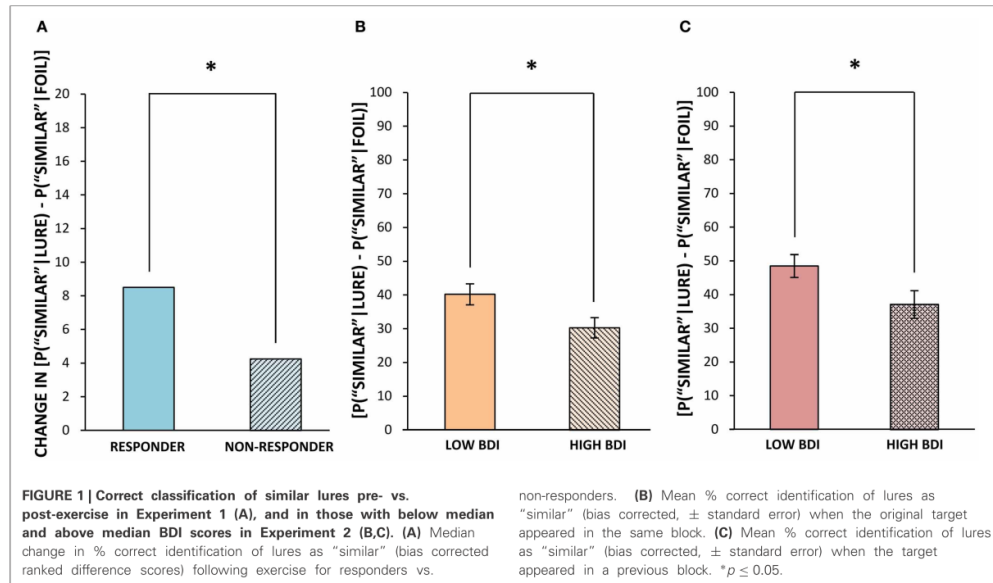 A
*
CHANGE IN [P("SIMILAR"|LURE) - P("SIMILAR"|FOIL)]
20
18
16
14
12
10
8
6
4
2
0
RESPONDER NON-RESPONDER
B
*
[P("SIMILAR"|LURE) - P("SIMILAR"|FOIL)]
100
90
80
70
60
50
40
30
20
10
0
LOW BDI HIGH BDI
C
*
[P("SIMILAR"|LURE) - P("SIMILAR"|FOIL)]
100
90
80
70
60
50
40
30
20
10
0
LOW BDI HIGH BDI
FIGURE 1 | Correct classification of similar lures pre- vs.
post-exercise in Experiment 1 (A), and in those with below median
and above median BDI scores in Experiment 2 (B,C). (A) Median
change in % correct identification of lures as “similar” (bias corrected
ranked difference scores) following exercise for responders vs.
non-responders. (B) Mean % correct identification of lures as
“similar” (bias corrected, ± standard error) when the original target
appeared in the same block. (C) Mean % correct identification of lures
as “similar” (bias corrected, ± standard error) when the target
appeared in a previous block. *p ≤ 0.05.